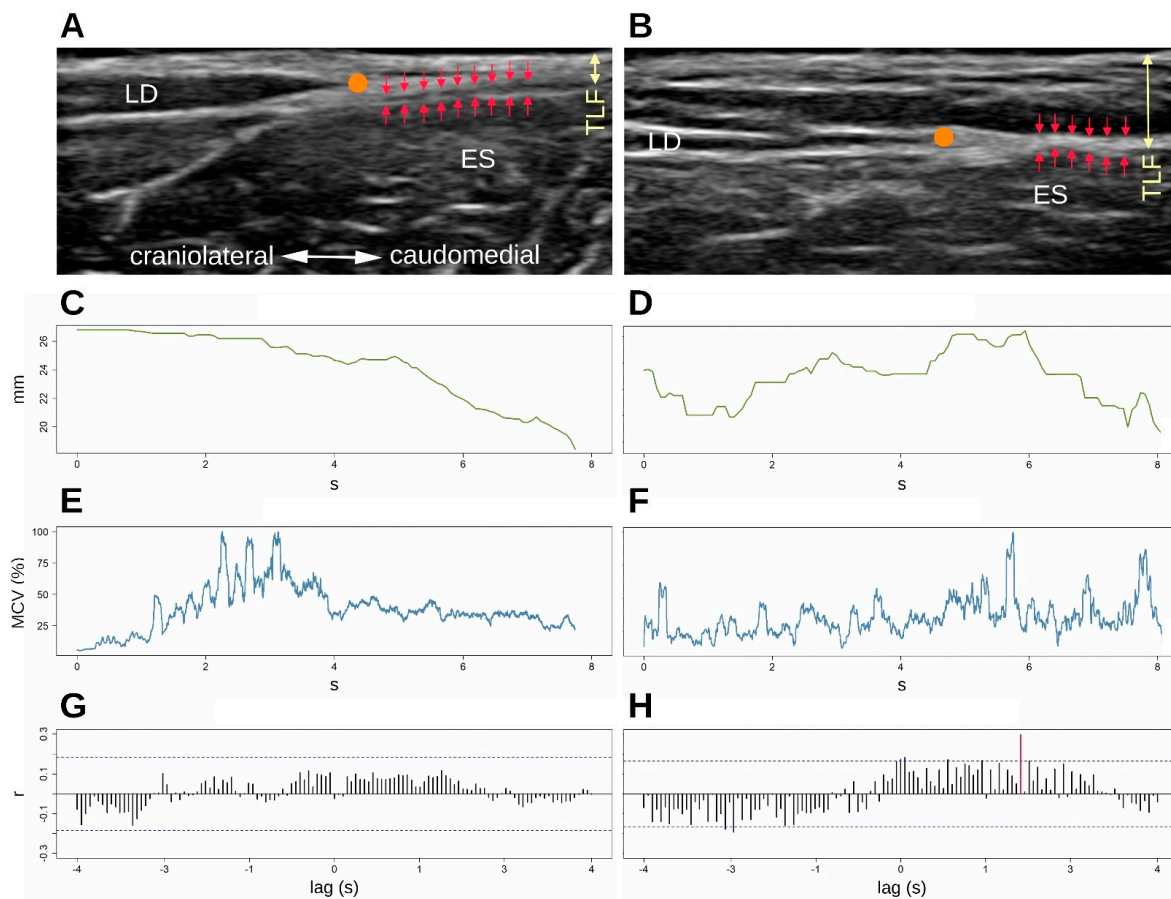 A
B
LD
ES
TLF
craniolateral
caudomedial
LD
ES
TLF
C
D
mm
26
24
22
20
0
2
4
6
8
s
0
2
4
6
8
s
E
F
MCV (%)
100
75
50
25
0
2
4
6
8
s
0
2
4
6
8
s
G
H
r
0.3
0.1
-0.1
-0.3
-4
-3
-1
0
1
3
4
lag (s)
-4
-3
-1
0
1
3
4
lag (s)